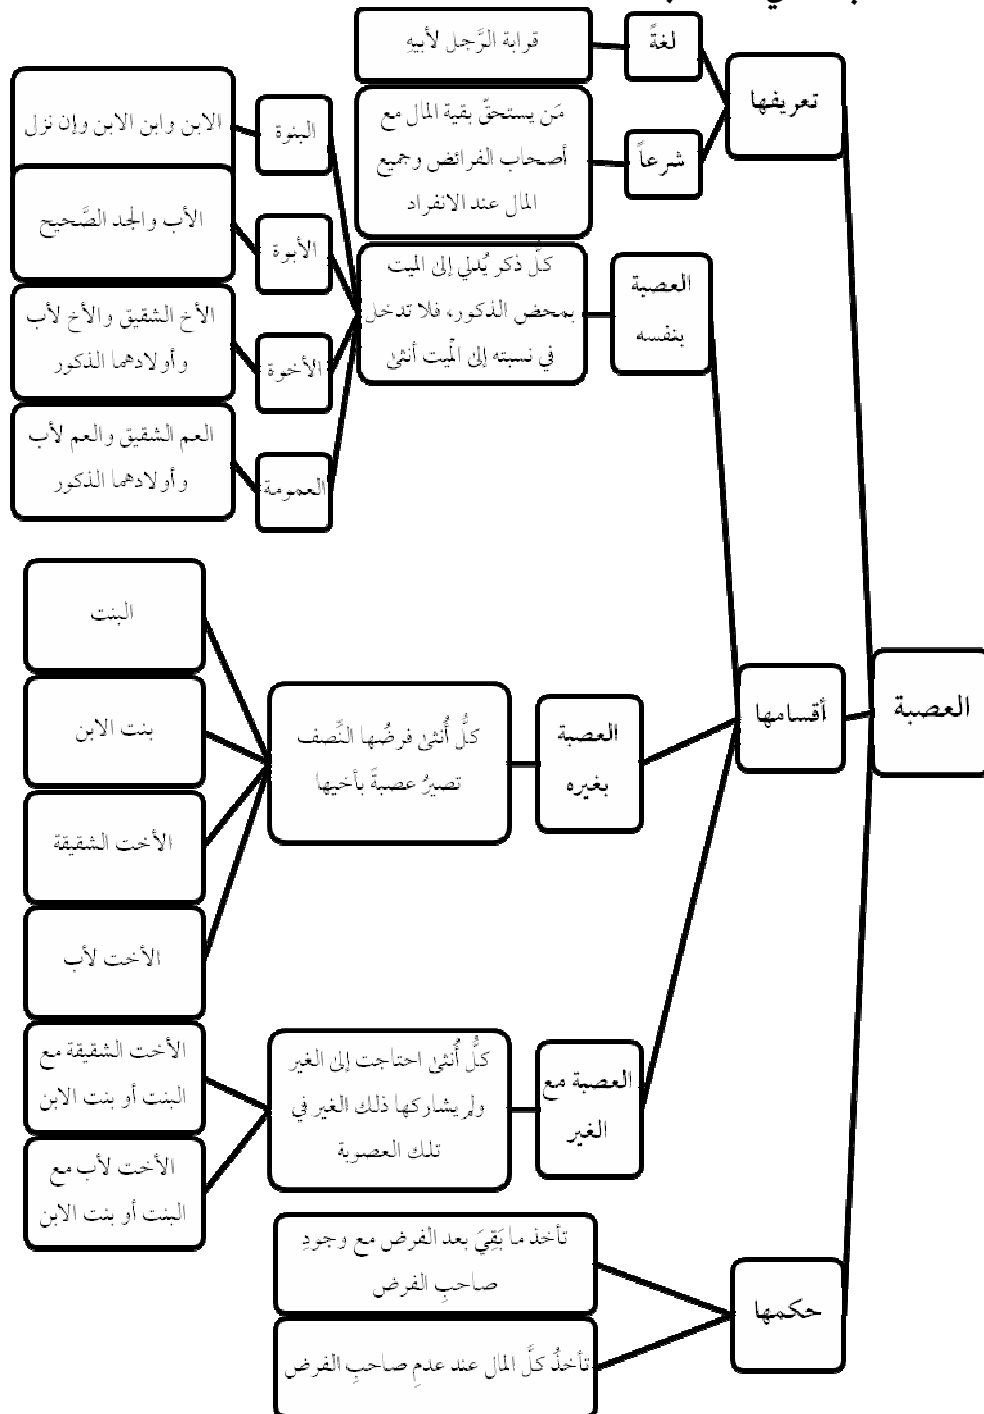 العصبة
تعريفها
لغةً
قرابة الرَّجل لأبيهِ
شرعاً
مَن يستحقّ بقية المال مع
أصحاب الفرائض وجميع
المال عند الانفراد
أقسامها
العصبة
بنفسه
كلُّ ذكر يُدلي إلى الميت
بمحض الذكور، فلا تدخل
في نسبته إلى الميت أنثى
البنوة
الابن وابن الابن وإن نزل
الأبوة
الأب والجد الصَّحيح
الأخوة
الأخ الشقيق والأخ لأب
وأولادهما الذكور
العمومة
العم الشقيق والعم لأب
وأولادهما الذكور
العصبة
بغيره
كلُّ أُنثى فرضُها النِّصف
تصيرُ عصبةً بأخيها
البنت
بنت الابن
الأخت الشقيقة
الأخت لأب
العصبة مع
الغير
كلُّ أُنثى احتاجت إلى الغير
ولم يشاركها ذلك الغير في
تلك العصوبة
الأخت الشقيقة مع
البنت أو بنت الابن
الأخت لأب مع
البنت أو بنت الابن
حكمها
تأخذ ما بَقِيَ بعد الفرض مع وجودِ
صاحبِ الفرض
تأخذُ كلَّ المال عند عدمِ صاحبِ الفرض